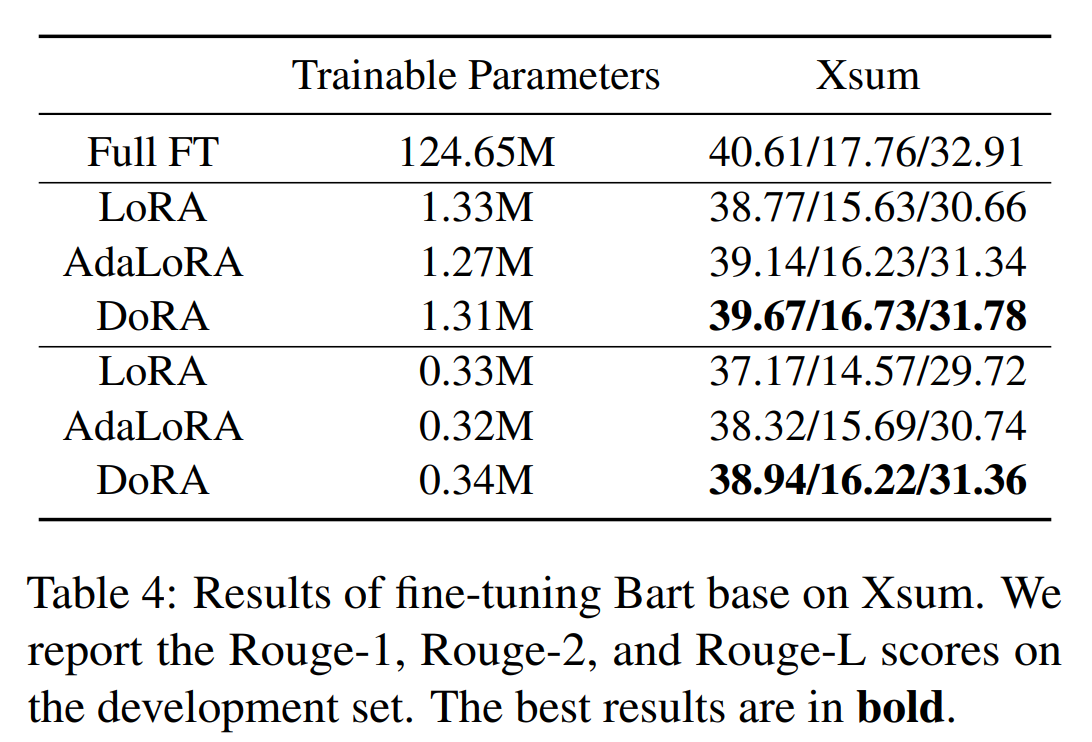 Trainable Parameters Xsum
Full FT 124.65M 40.61/17.76/32.91
LoRA 1.33M 38.77/15.63/30.66
AdaLoRA 1.27M 39.14/16.23/31.34
DoRA 1.31M 39.67/16.73/31.78
LoRA 0.33M 37.17/14.57/29.72
AdaLoRA 0.32M 38.32/15.69/30.74
DoRA 0.34M 38.94/16.22/31.36
Table 4: Results of fine-tuning Bart base on Xsum. We
report the Rouge-1, Rouge-2, and Rouge-L scores on
the development set. The best results are in bold.